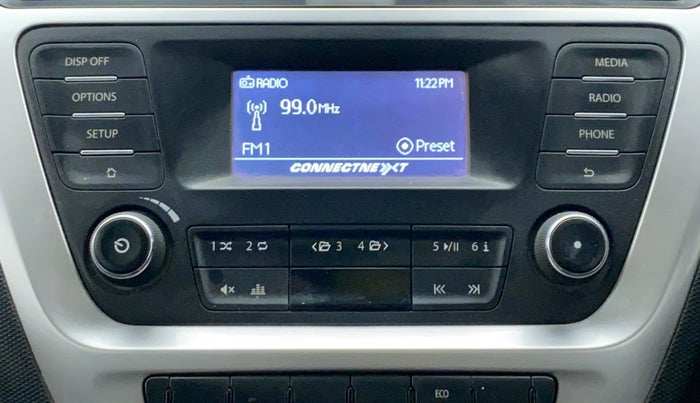 DISP OFF
OPTIONS
SETUP
RADIO 11:22 PM
99.0 MHz
FM1 Preset
CONNECTNEXT
MEDIA
RADIO
PHONE
1 2
3 4
5 6 i
ECO